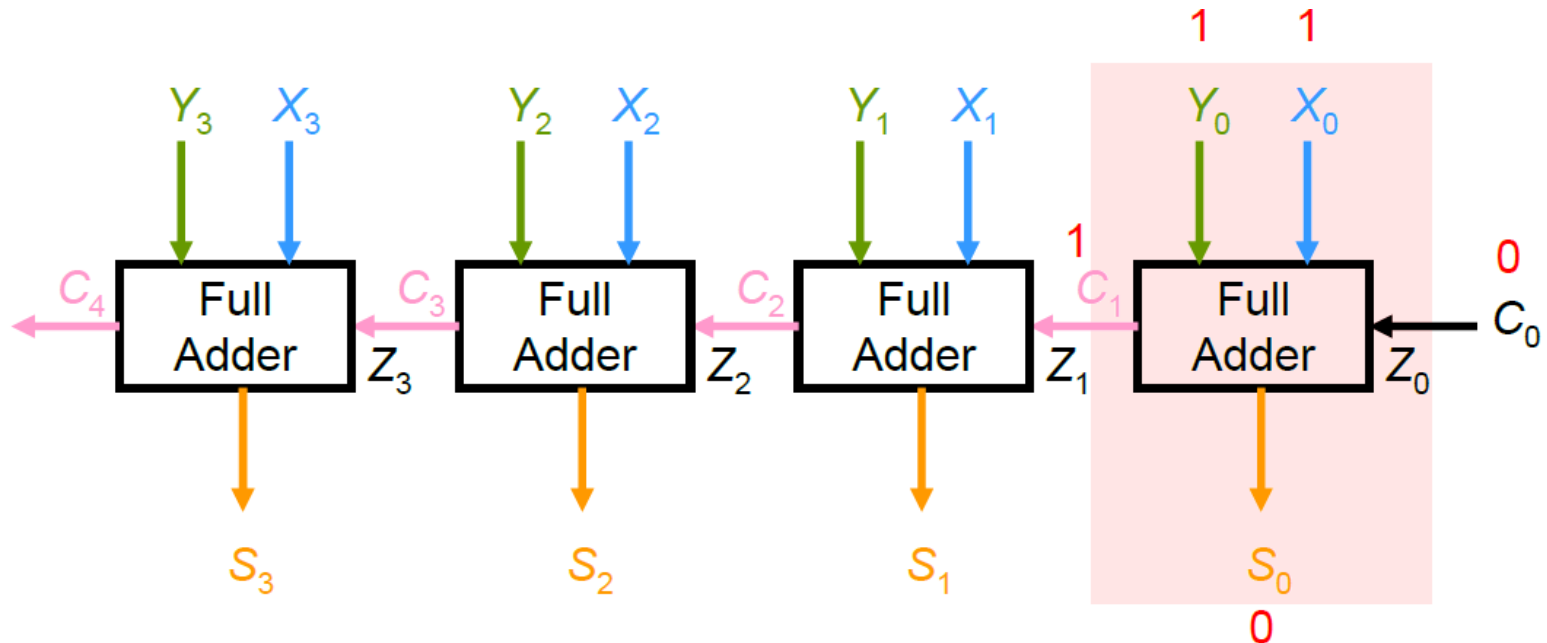 1 1
Y3 X3 Y2 X2 Y1 X1 Y0 X0
1 0
C4 Full Adder C3 Full Adder C2 Full Adder C1 Full Adder C0
Z3 Z2 Z1 Z0
S3 S2 S1 S0
0